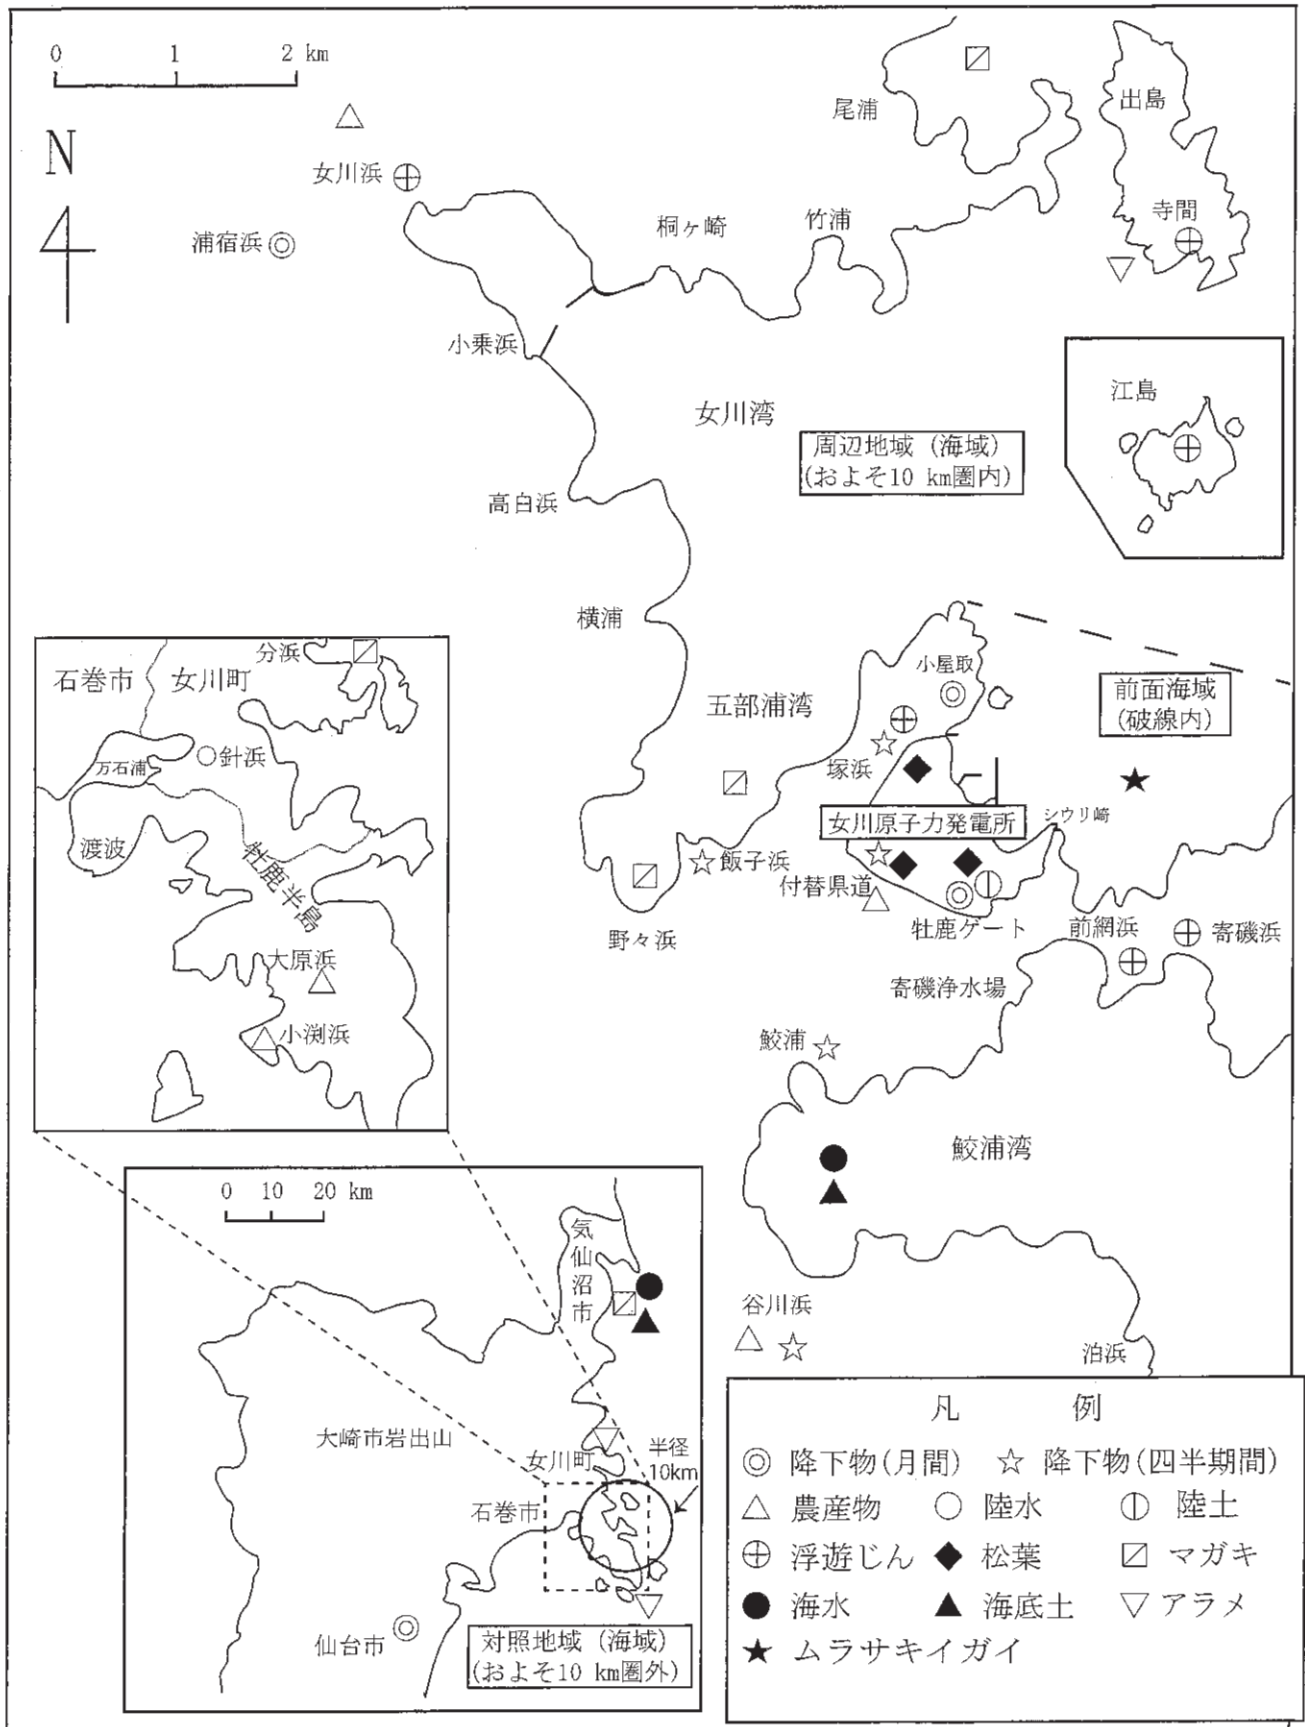 0 1 2 km
N
尾浦
出島
女川浜
浦宿浜
桐ヶ崎
竹浦
寺間
小乗浜
女川湾
江島
周辺地域 (海域)
(およそ10 km圏内)
高白浜
横浦
小屋取
前面海域
(破線内)
五部浦湾
塚浜
女川原子力発電所
シウリ崎
飯子浜
付替県道
野々浜
牡鹿ゲート
前網浜
寄磯浜
寄磯浄水場
鮫浦
鮫浦湾
谷川浜
泊浜
分浜
石巻市
女川町
万石浦
針浜
渡波
牡鹿半島
大原浜
小渕浜
0 10 20 km
気仙沼市
大崎市岩出山
女川町
半径
10km
石巻市
仙台市
対照地域 (海域)
(およそ10 km圏外)
凡 例
降下物(月間) 降下物(四半期間)
農産物 陸水 陸土
浮遊じん 松葉 マガキ
海水 海底土 アラメ
ムラサキイガイ